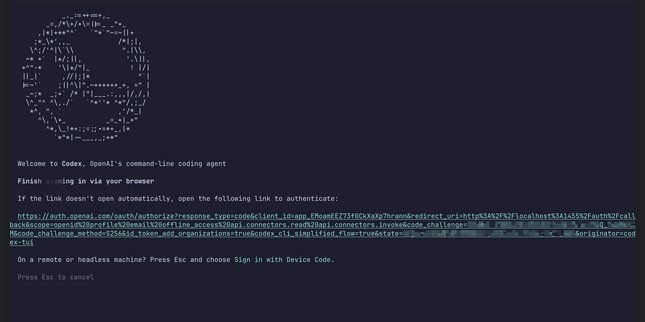 Welcome to Codex, OpenAI's command-line coding agent
Finish signing in via your browser
If the link doesn't open automatically, open the following link to authenticate:
https://auth.openai.com/oauth/authorize?response_type=code&client_id=app_EMoamEEZ73f0CkXaXp7hrann&redirect_uri=http%3A%2F%2Flocalhost%3A1455%2Fauth%2Fcall
back&scope=openid%20profile%20email%20offline_access%20api.connectors.read%20api.connectors.invoke&code_challenge=
M&code_challenge_method=S256&id_token_add_organizations=true&codex_cli_simplified_flow=true&state= &originator=cod
ex-tui
On a remote or headless machine? Press Esc and choose Sign in with Device Code.
Press Esc to cancel